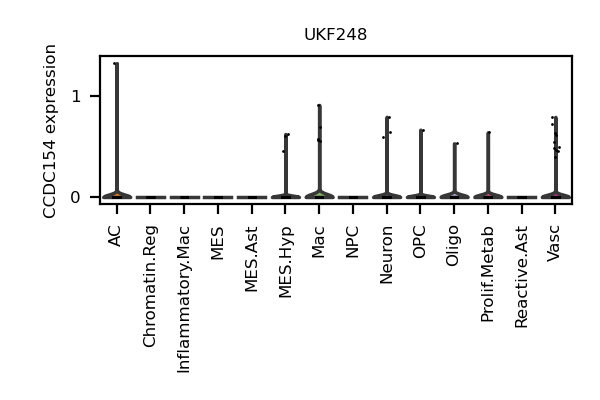 UKF248
CCDC154 expression
1
0
AC
Chromatin.Reg
Inflammatory.Mac
MES
MES.Ast
MES.Hyp
Mac
NPC
Neuron
OPC
Oligo
Prolif.Metab
Reactive.Ast
Vasc